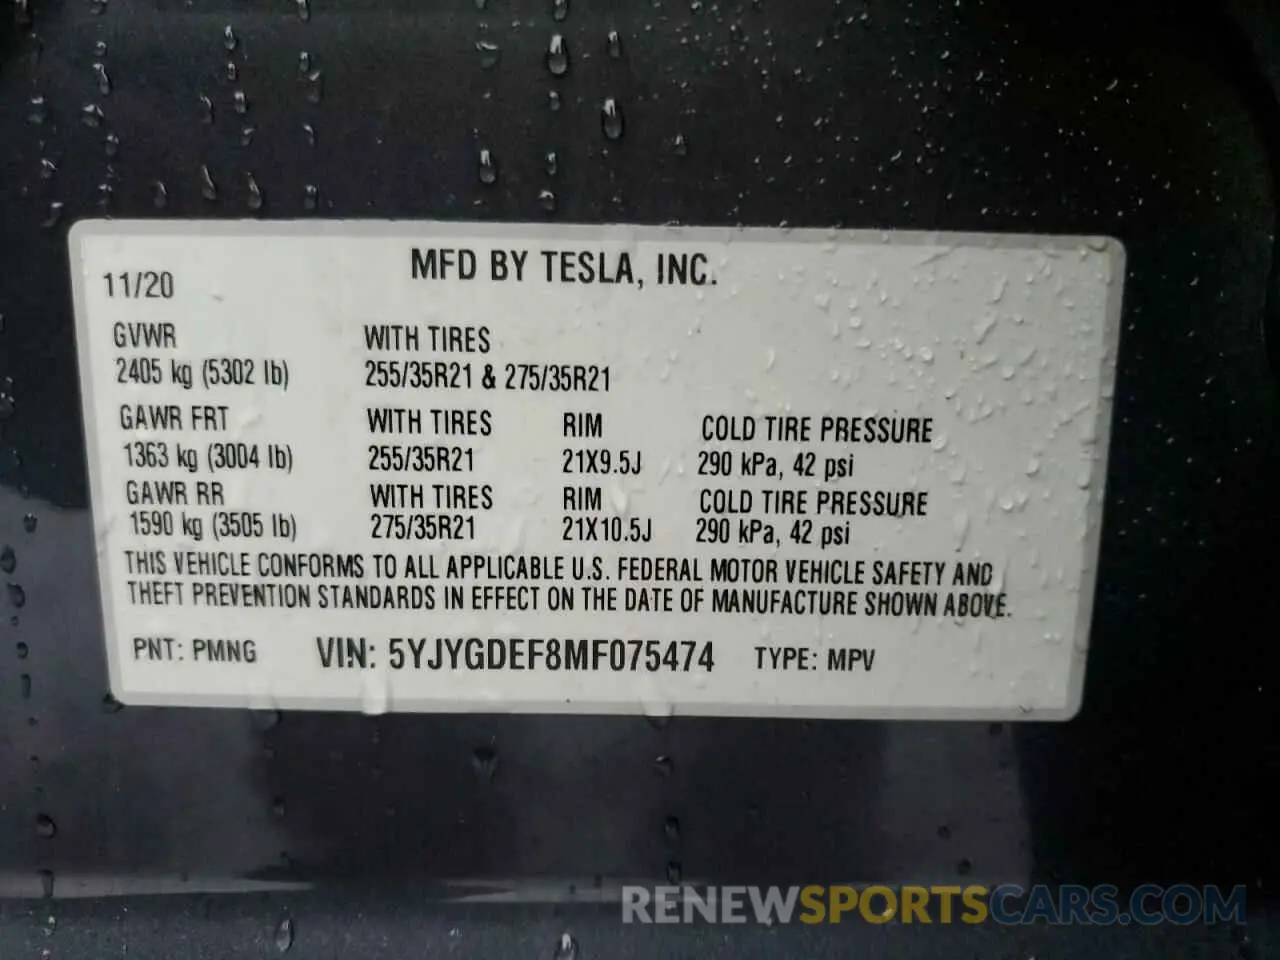 MFD BY TESLA, INC.
11/20
GVWR WITH TIRES
2405 kg (5302 lb) 255/35R21 & 275/35R21
GAWR FRT WITH TIRES RIM COLD TIRE PRESSURE
1363 kg (3004 lb) 255/35R21 21X9.5J 290 kPa, 42 psi
GAWR RR WITH TIRES RIM COLD TIRE PRESSURE
1590 kg (3505 lb) 275/35R21 21X10.5J 290 kPa, 42 psi
THIS VEHICLE CONFORMS TO ALL APPLICABLE U.S. FEDERAL MOTOR VEHICLE SAFETY AND
THEFT PREVENTION STANDARDS IN EFFECT ON THE DATE OF MANUFACTURE SHOWN ABOVE.
PNT: PMNG VIN: 5YJYGDEF8MF075474 TYPE: MPV
RENEWSPORTSCARS.COM